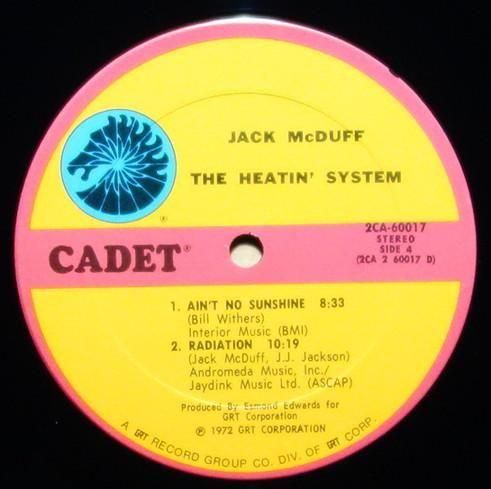 JACK McDUFF
THE HEATIN' SYSTEM
®
CADET®
2CA-60017
STEREO
SIDE 4
(2CA 2 60017 D)
1. AIN'T NO SUNSHINE 8:33
(Bill Withers)
Interior Music (BMI)
2. RADIATION 10:19
(Jack McDuff, J.J. Jackson)
Andromeda Music, Inc./
Jaydink Music Ltd. (ASCAP)
Produced By Esmond Edwards for
GRT Corporation
℗ 1972 GRT CORPORATION
A GRT RECORD GROUP CO. DIV. OF GRT CORP.